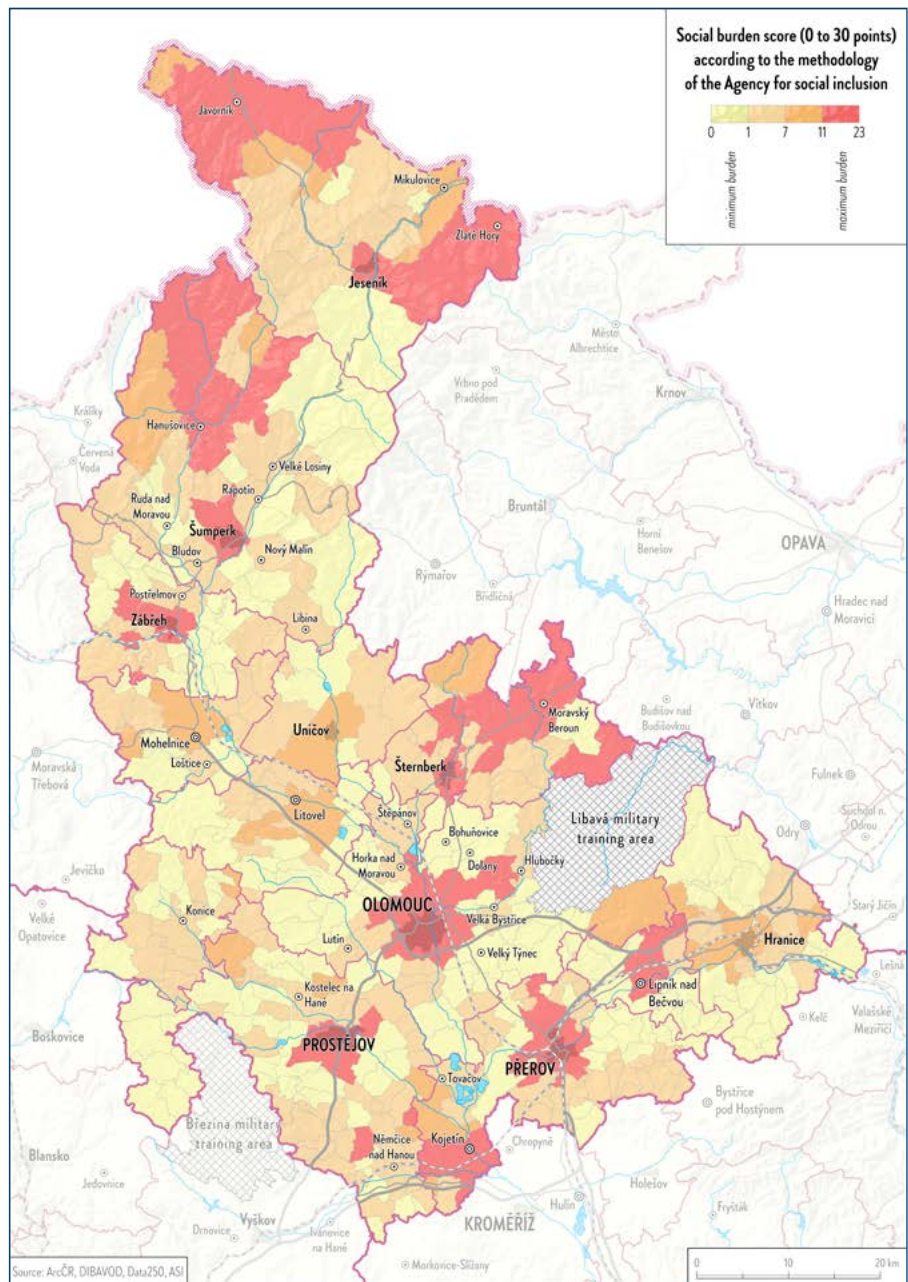 Social burden score (0 to 30 points)
according to the methodology
of the Agency for social inclusion
0 1 7 11 23
minimum burden
maximum burden
Javorník
Mikulovice
Zlaté Hory
Jeseník
Město
Albrechtice
Vrbno pod
Pradědem
Krnov
Králíky
Hanušovice
Červená
Voda
Velké Losiny
Rapotín
Ruda nad
Moravou
Bruntál
Šumperk
Horní
Benešov
OPAVA
Bludov
Nový Malín
Rýmařov
Břidličná
Postřelmov
Hradec nad
Moravicí
Zábřeh
Libina
Moravský
Beroun
Budišov nad
Budišovkou
Vítkov
Uničov
Mohelnice
Šternberk
Loštice
Moravská
Třebová
Fulnek
Litovel
Štěpánov
Libavá military
training area
Suchdol n.
Odrou
Odry
Bohuňovice
Dolany
Hlubočky
Horka nad
Moravou
Jevíčko
Velké
Opatovice
Konice
OLOMOUC
Velká Bystřice
Starý Jičín
Hranice
Lutín
Velký Týnec
Lešná
Lipník nad
Bečvou
Kostelec na
Hané
Valašské
Meziříčí
Kelč
Boskovice
PROSTĚJOV
PŘEROV
Tovačov
Bystřice
pod Hostýnem
Březina military
training area
Němčice
nad Hanou
Kojetín
Chropyně
Blansko
Jedovnice
Holešov
Hulín
Fryšták
Vyškov
KROMĚŘÍŽ
Drnovice
Ivanovice
na Hané
Morkovice-Slížany
Source: ArcČR, DIBAVOD, Data250, ASI
0 10 20 km